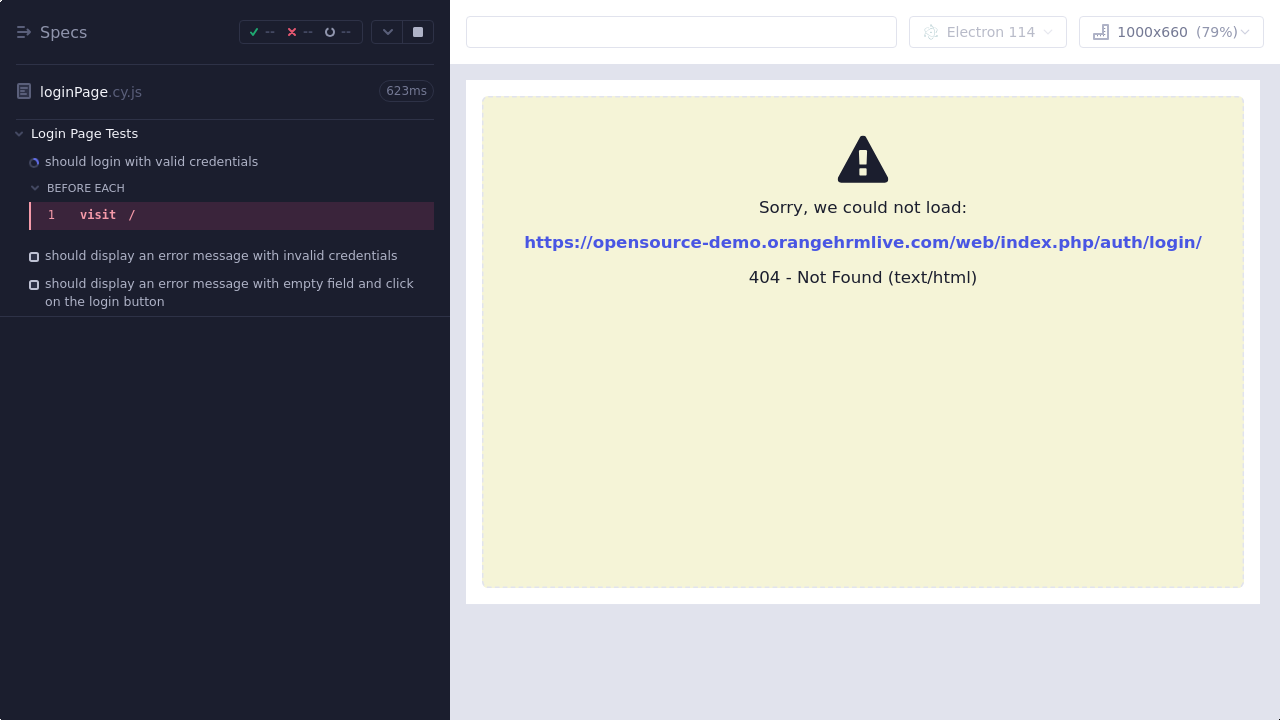 Specs
-- -- --
loginPage.cy.js
623ms
Login Page Tests
should login with valid credentials
BEFORE EACH
1 visit /
should display an error message with invalid credentials
should display an error message with empty field and click
on the login button
Electron 114
1000x660 (79%)
Sorry, we could not load:
https://opensource-demo.orangehrmlive.com/web/index.php/auth/login/
404 - Not Found (text/html)